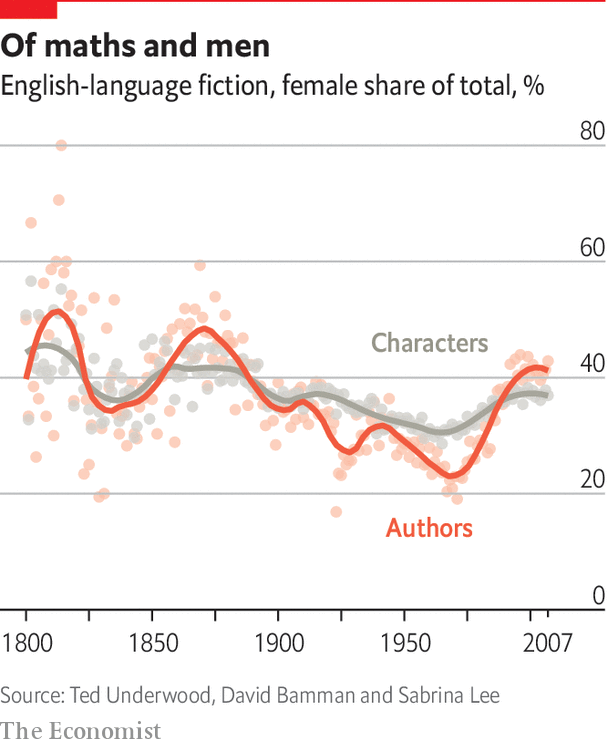 Of maths and men
English-language fiction, female share of total, %
80
60
Characters
40
20
Authors
0
1800 1850 1900 1950 2007
Source: Ted Underwood, David Bamman and Sabrina Lee
The Economist